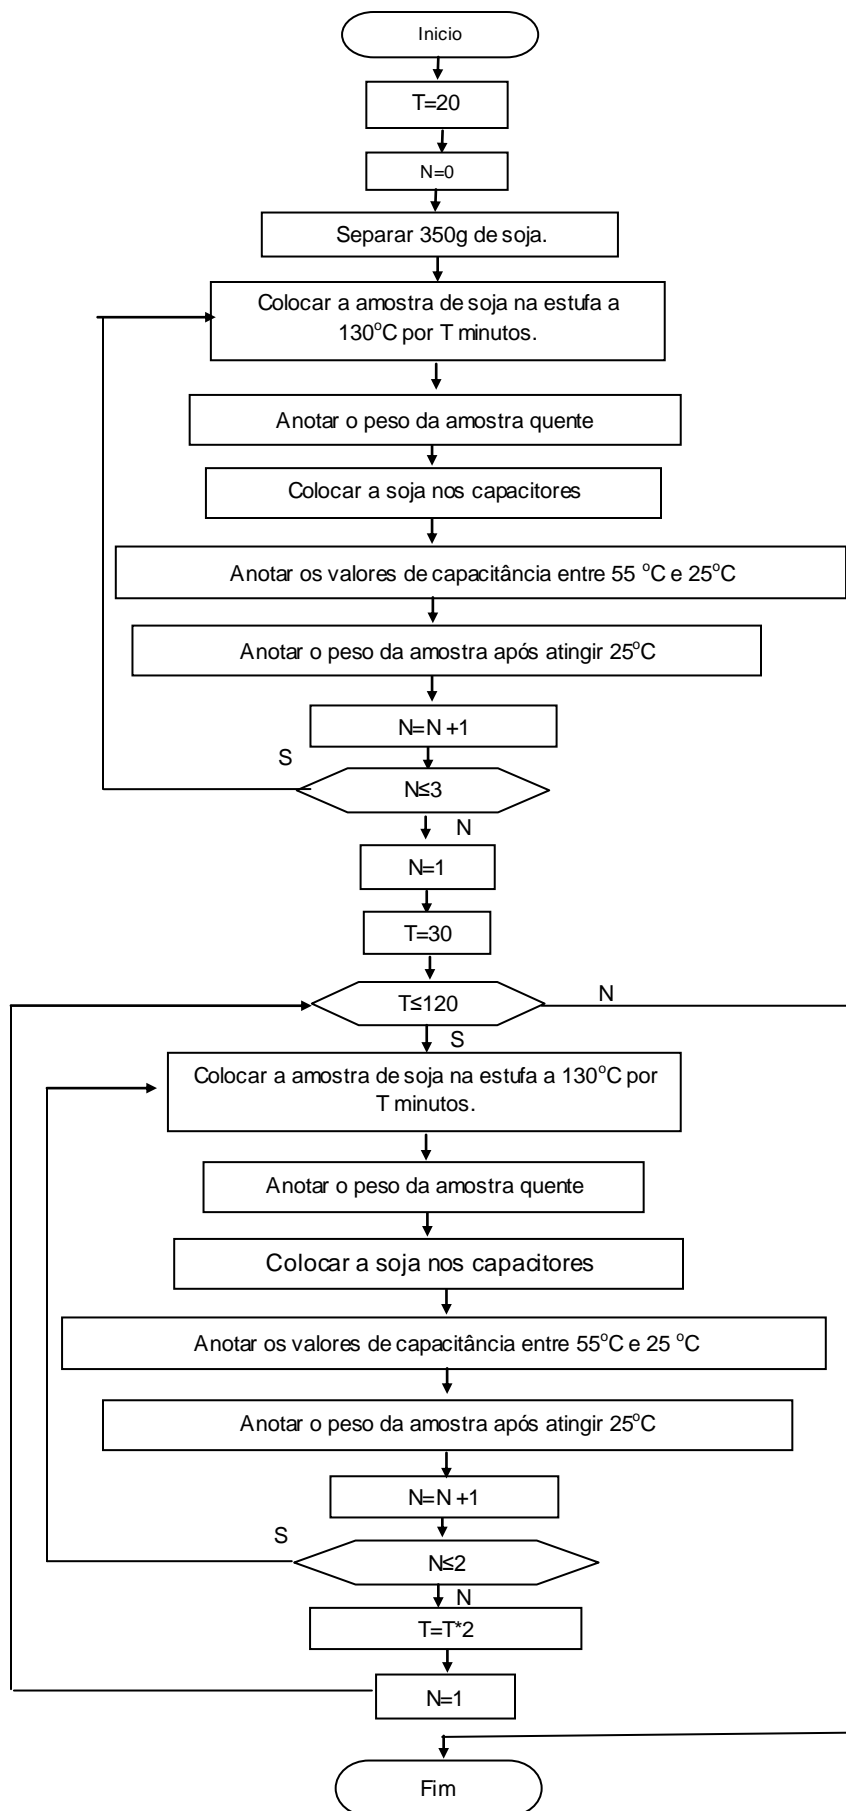 Inicio
T=20
N=0
Separar 350g de soja.
Colocar a amostra de soja na estufa a
130°C por T minutos.
Anotar o peso da amostra quente
Colocar a soja nos capacitores
Anotar os valores de capacitância entre 55 °C e 25°C
Anotar o peso da amostra após atingir 25°C
N=N +1
S
N≤3
N
N=1
T=30
T≤120
N
S
Colocar a amostra de soja na estufa a 130°C por
T minutos.
Anotar o peso da amostra quente
Colocar a soja nos capacitores
Anotar os valores de capacitância entre 55°C e 25 °C
Anotar o peso da amostra após atingir 25°C
N=N +1
S
N≤2
N
T=T*2
N=1
Fim